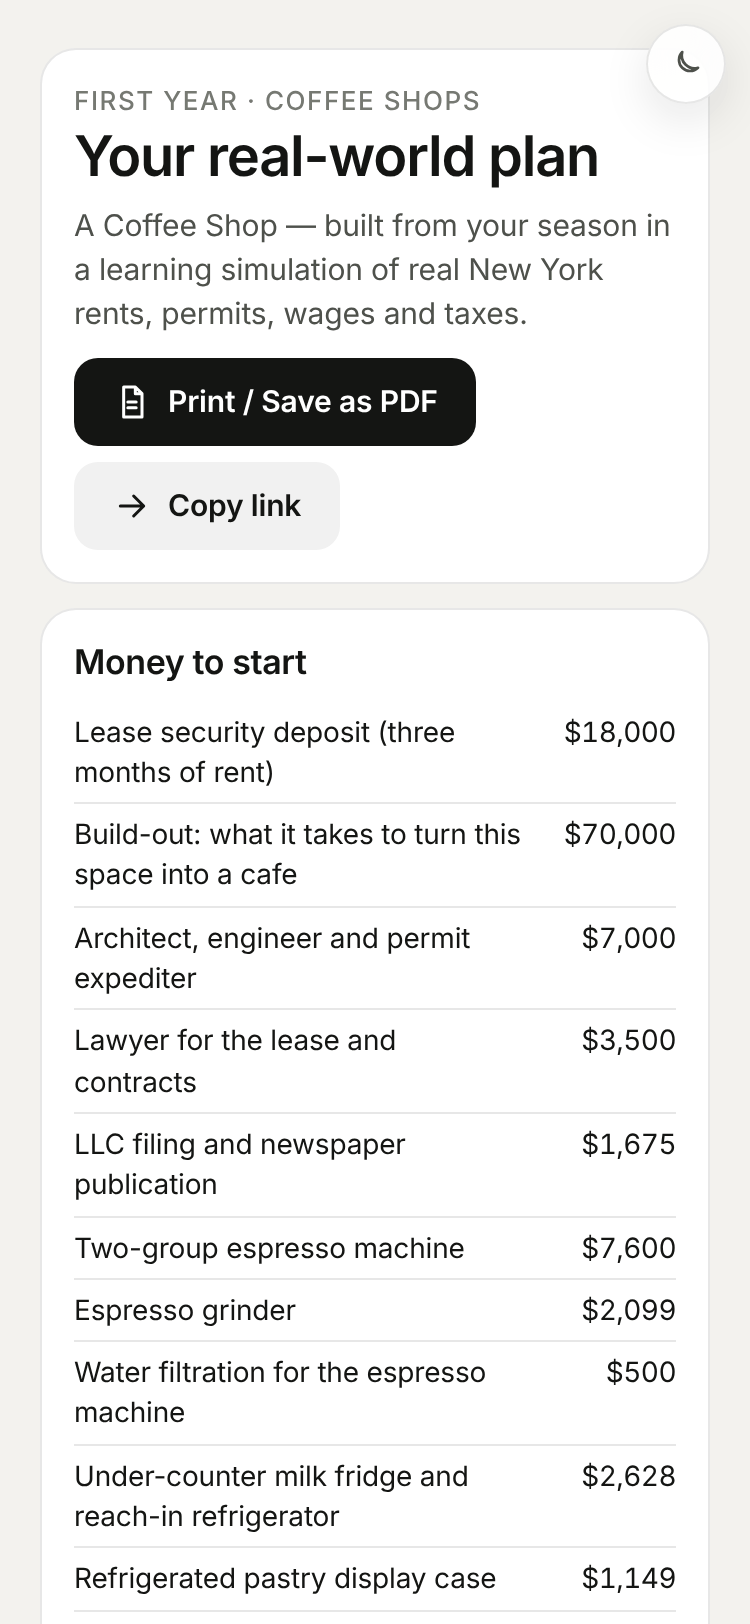 FIRST YEAR · COFFEE SHOPS
Your real-world plan
A Coffee Shop — built from your season in
a learning simulation of real New York
rents, permits, wages and taxes.
Print / Save as PDF
Copy link
Money to start
Lease security deposit (three $18,000
months of rent)
Build-out: what it takes to turn this $70,000
space into a cafe
Architect, engineer and permit $7,000
expediter
Lawyer for the lease and $3,500
contracts
LLC filing and newspaper $1,675
publication
Two-group espresso machine $7,600
Espresso grinder $2,099
Water filtration for the espresso $500
machine
Under-counter milk fridge and $2,628
reach-in refrigerator
Refrigerated pastry display case $1,149